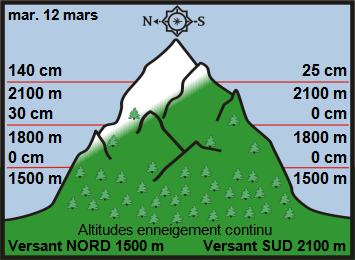 mar. 12 mars
N S
140 cm 25 cm
2100 m 2100 m
30 cm 0 cm
1800 m 1800 m
0 cm 0 cm
1500 m 1500 m
Altitudes enneigement continu
Versant NORD 1500 m Versant SUD 2100 m